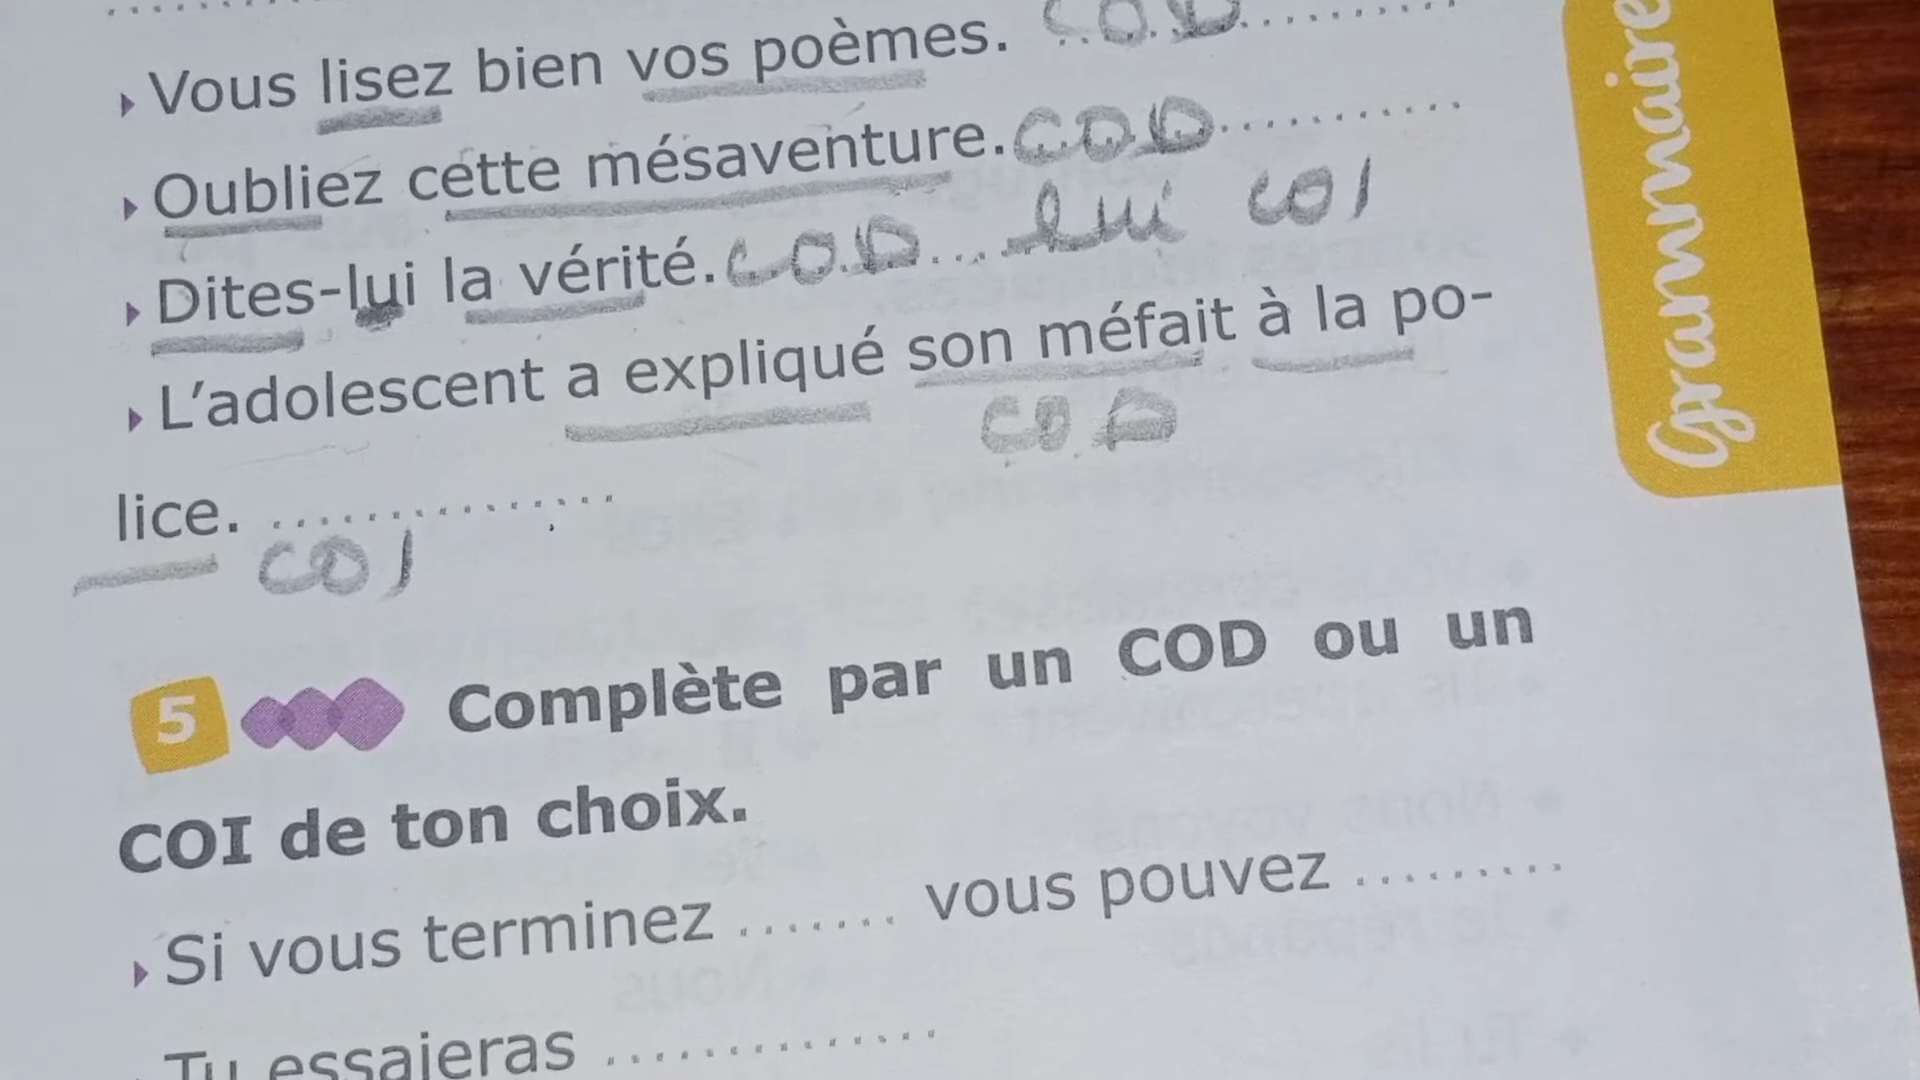 Vous lisez bien vos poèmes. COD
Oubliez cette mésaventure. COD
Dites-lui la vérité. COD lui COI
L'adolescent a expliqué son méfait à la po-
COD
lice. ...............
COI
5 Complète par un COD ou un
COI de ton choix.
Si vous terminez ....... vous pouvez .........
Tu essaieras ..............
Grammaire